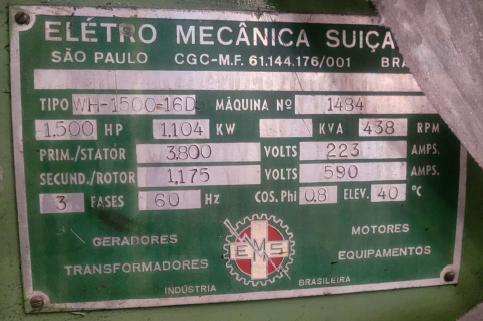 ELÉTRO MECÂNICA SUIÇA
SÃO PAULO CGC-M.F. 61.144.176/001 BRA
TIPO WH-1500-16D MÁQUINA Nº 1484
1.500 HP 1.104 KW KVA 438 RPM
PRIM./STATÓR 3.800 VOLTS 223 AMPS.
SECUND./ROTOR 1.175 VOLTS 590 AMPS.
3 FASES 60 Hz COS. Phi 0.8 ELEV. 40 °C
GERADORES EMS MOTORES
TRANSFORMADORES EQUIPAMENTOS
INDÚSTRIA BRASILEIRA